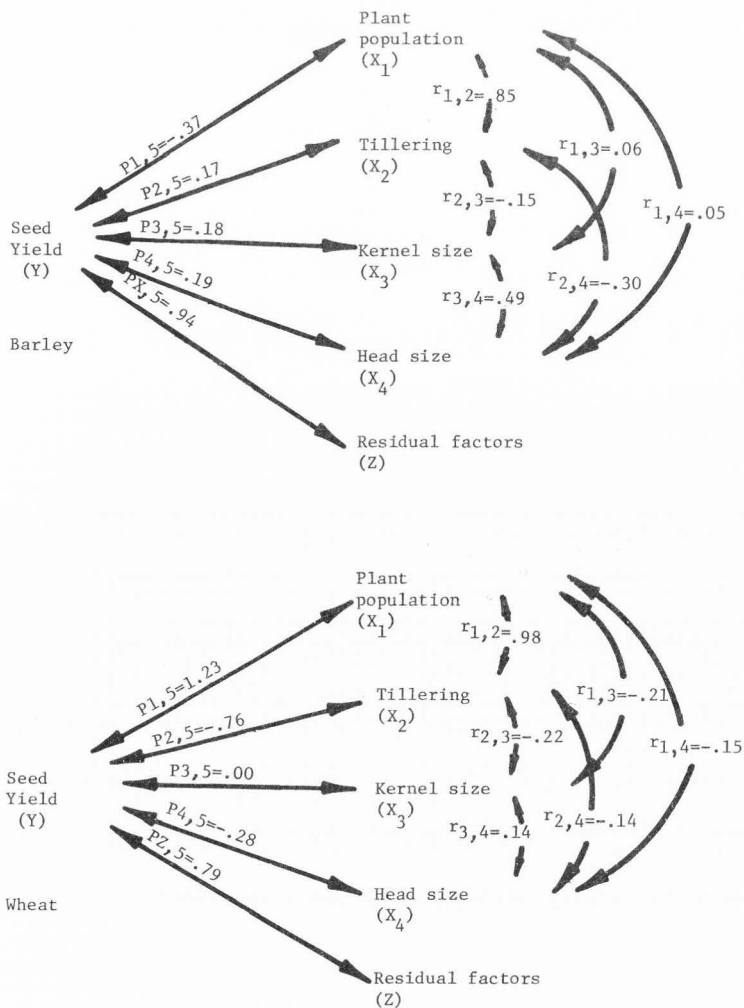 Plant
population
(X1)
r1,2=.85
P1,5=-.37
Tillering
(X2)
r1,3=.06
P2,5=.17
r2,3=-.15
r1,4=.05
Seed
Yield
(Y)
P3,5=.18
Kernel size
(X3)
P4,5=.19
r2,4=-.30
PX,5=.94
r3,4=.49
Barley
Head size
(X4)
Residual factors
(Z)
Plant
population
(X1)
r1,2=.98
P1,5=1.23
r1,3=-.21
Tillering
(X2)
P2,5=-.76
r2,3=-.22
r1,4=-.15
Seed
Yield
(Y)
P3,5=.00
Kernel size
(X3)
P4,5=-.28
r3,4=.14
r2,4=-.14
PZ,5=.79
Wheat
Head size
(X4)
Residual factors
(Z)